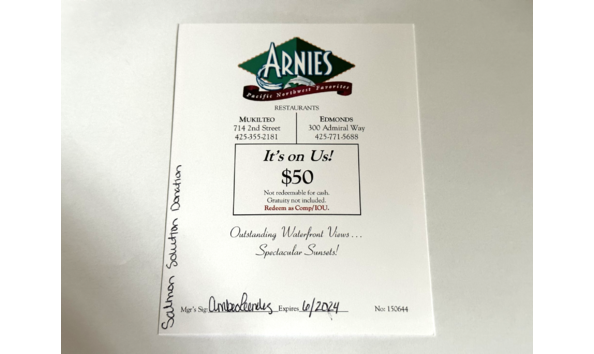 ARNIES
Pacific Northwest Favorites
RESTAURANTS
MUKILTEO
714 2nd Street
425-355-2181
EDMONDS
300 Admiral Way
425-771-5688
It's on Us!
$50
Not redeemable for cash.
Gratuity not included.
Redeem as Comp/IOU.
Outstanding Waterfront Views...
Spectacular Sunsets!
Mgr's Sig: Expires 6/2024 No: 150644
Salmon Solution Donation